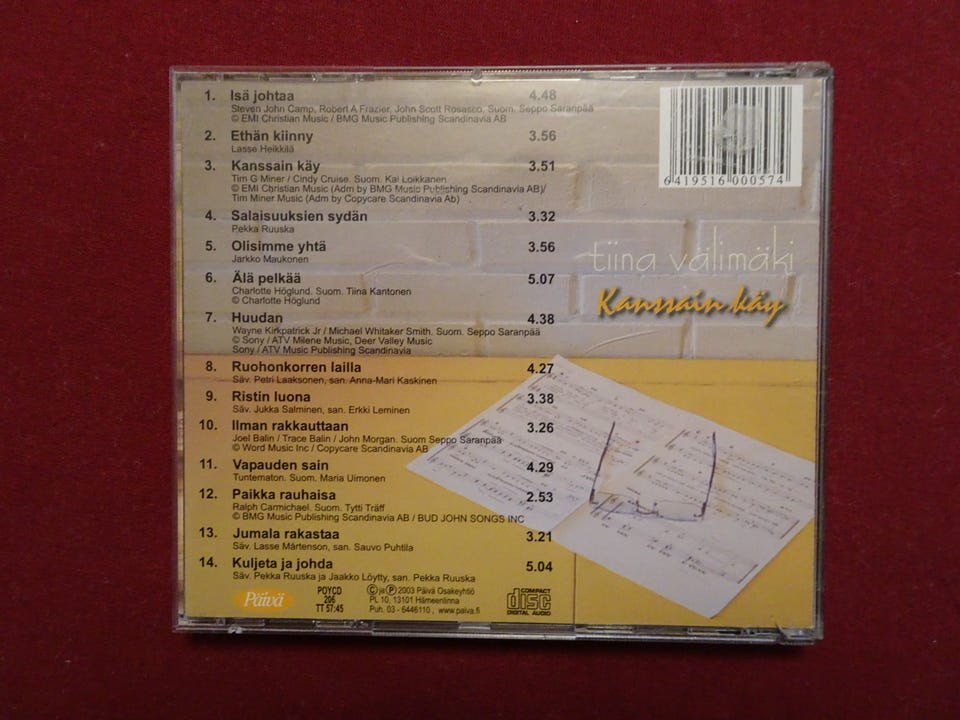 1. Isä johtaa 4.48
Steven John Camp, Robert A Frazier, John Scott Rosasco. Suom. Seppo Saranpää
© EMI Christian Music / BMG Music Publishing Scandinavia AB
2. Ethän kiinny 3.56
Lasse Heikkilä
3. Kanssain käy 3.51
Tim G Miner / Cindy Cruise. Suom. Kai Loikkanen
© EMI Christian Music (Adm by BMG Music Publishing Scandinavia AB)/
Tim Miner Music (Adm by Copycare Scandinavia Ab)
4. Salaisuuksien sydän 3.32
Pekka Ruuska
5. Olisimme yhtä 3.56
Jarkko Maukonen
6. Älä pelkää 5.07
Charlotte Höglund. Suom. Tiina Kantonen
© Charlotte Höglund
7. Huudan 4.38
Wayne Kirkpatrick Jr / Michael Whitaker Smith. Suom. Seppo Saranpää
© Sony / ATV Milene Music, Deer Valley Music
Sony / ATV Music Publishing Scandinavia
8. Ruohonkorren lailla 4.27
Säv. Petri Laaksonen, san. Anna-Mari Kaskinen
9. Ristin luona 3.38
Säv. Jukka Salminen, san. Erkki Leminen
10. Ilman rakkauttaan 3.26
Joel Balin / Trace Balin / John Morgan. Suom Seppo Saranpää
© Word Music Inc / Copycare Scandinavia AB
11. Vapauden sain 4.29
Tuntematon. Suom. Maria Uimonen
12. Paikka rauhaisa 2.53
Ralph Carmichael. Suom. Tytti Träff
© BMG Music Publishing Scandinavia AB / BUD JOHN SONGS INC
13. Jumala rakastaa 3.21
Säv. Lasse Mårtenson, san. Sauvo Puhtila
14. Kuljeta ja johda 5.04
Säv. Pekka Ruuska ja Jaakko Löytty, san. Pekka Ruuska
Päivä
POYCD
206
TT 57:45
© ja ℗ 2003 Päivä Osakeyhtiö
PL 10, 13101 Hämeenlinna
Puh. 03 - 6446110 , www.paiva.fi
COMPACT
disc
DIGITAL AUDIO
6419516 000574
tiina välimäki
Kanssain käy